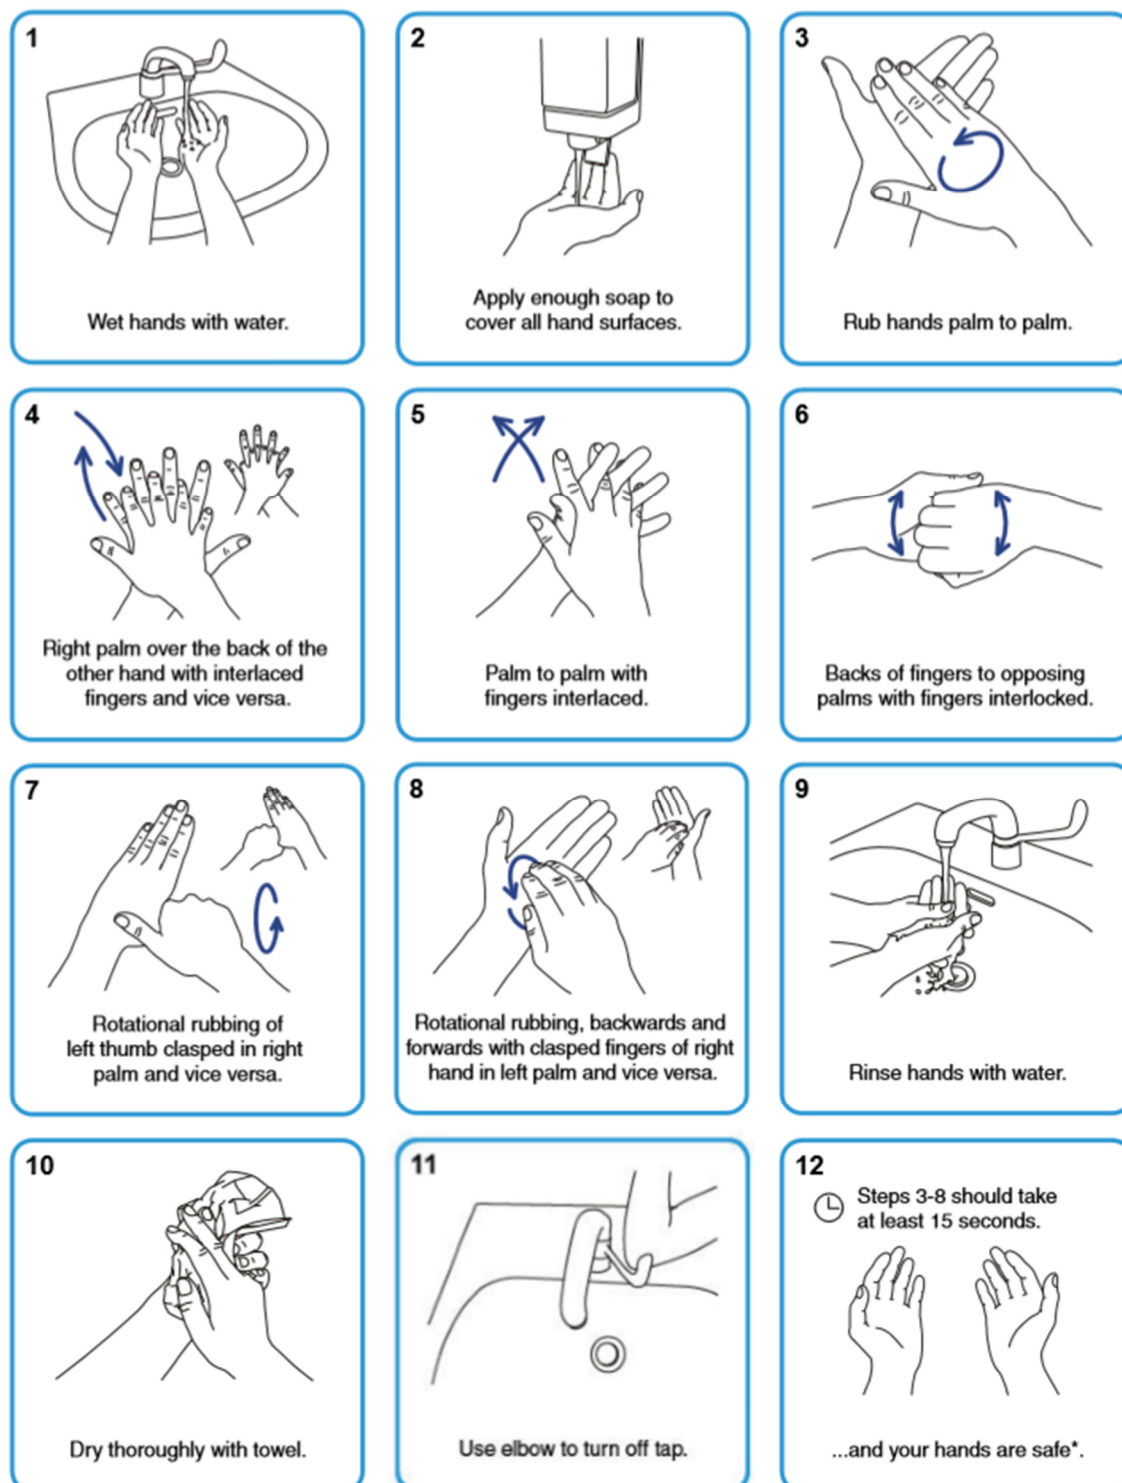 1
Wet hands with water.
2
Apply enough soap to
cover all hand surfaces.
3
Rub hands palm to palm.
4
Right palm over the back of the
other hand with interlaced
fingers and vice versa.
5
Palm to palm with
fingers interlaced.
6
Backs of fingers to opposing
palms with fingers interlocked.
7
Rotational rubbing of
left thumb clasped in right
palm and vice versa.
8
Rotational rubbing, backwards and
forwards with clasped fingers of right
hand in left palm and vice versa.
9
Rinse hands with water.
10
Dry thoroughly with towel.
11
Use elbow to turn off tap.
12
Steps 3-8 should take
at least 15 seconds.
...and your hands are safe*.